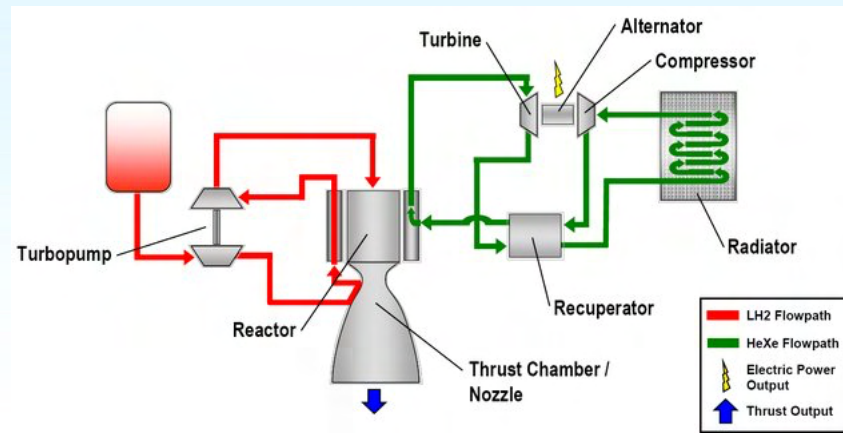 Turbine
Alternator
Compressor
Turbopump
Reactor
Recuperator
Radiator
Thrust Chamber /
Nozzle
LH2 Flowpath
HeXe Flowpath
Electric Power
Output
Thrust Output